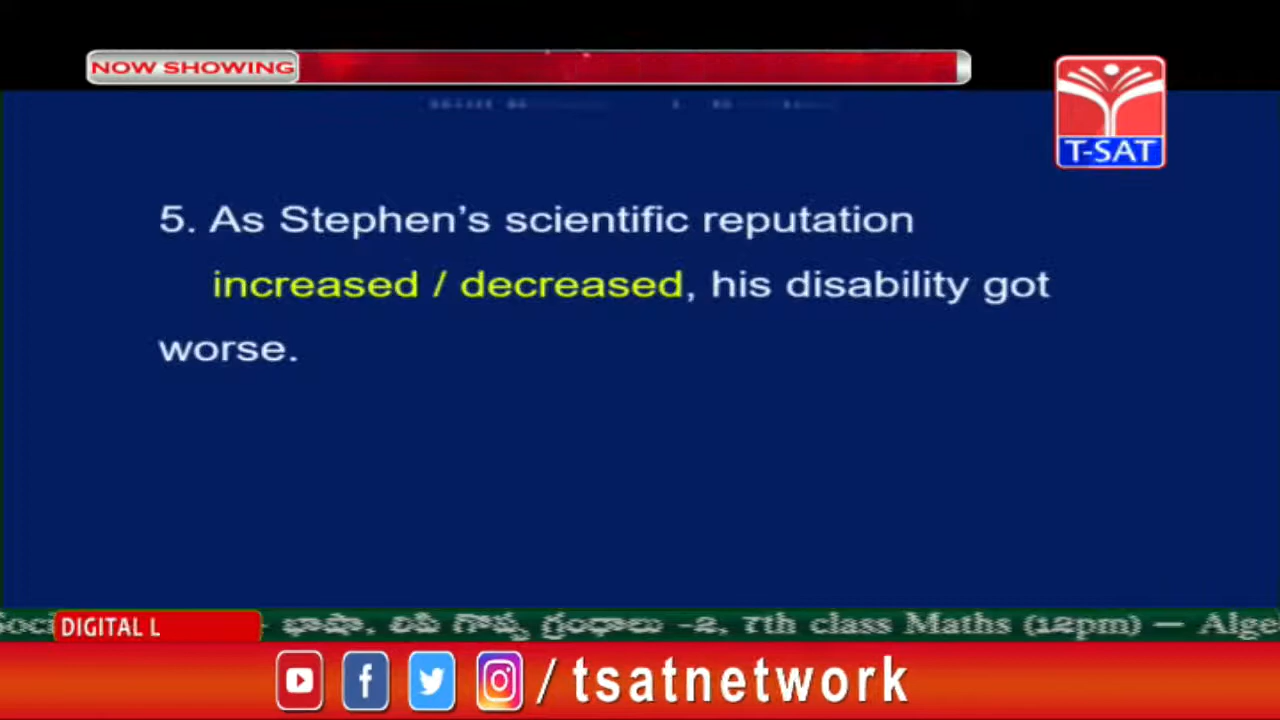 NOW SHOWING
T-SAT
5. As Stephen's scientific reputation
increased / decreased, his disability got
worse.
DIGITAL L
7th class Maths (12pm) – Alge
/ tsatnetwork